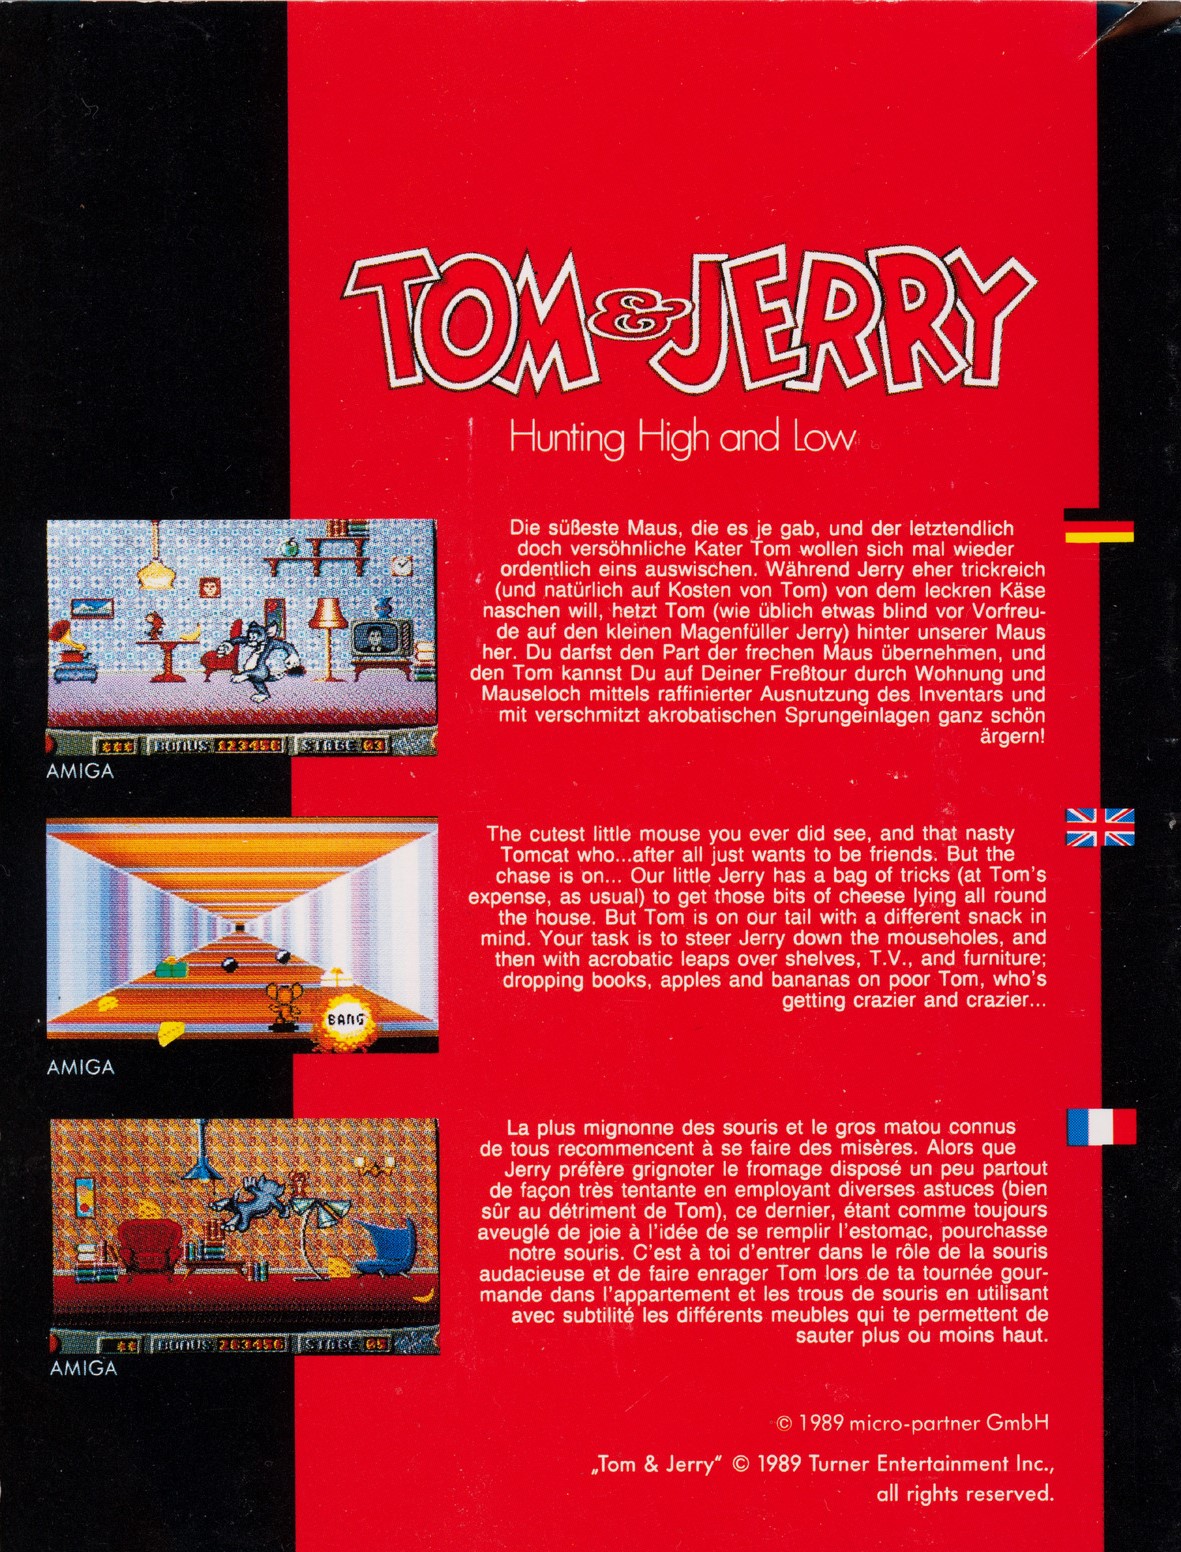 TOM & JERRY
Hunting High and Low
Die süßeste Maus, die es je gab, und der letztendlich
doch versöhnliche Kater Tom wollen sich mal wieder
ordentlich eins auswischen. Während Jerry eher trickreich
(und natürlich auf Kosten von Tom) von dem leckren Käse
naschen will, hetzt Tom (wie üblich etwas blind vor Vorfreu-
de auf den kleinen Magenfüller Jerry) hinter unserer Maus
her. Du darfst den Part der frechen Maus übernehmen, und
den Tom kannst Du auf Deiner Freßtour durch Wohnung und
Mauseloch mittels raffinierter Ausnutzung des Inventars und
mit verschmitzt akrobatischen Sprungeinlagen ganz schön
ärgern!
BONUS 123456 STAGE 03
AMIGA
The cutest little mouse you ever did see, and that nasty
Tomcat who...after all just wants to be friends. But the
chase is on... Our little Jerry has a bag of tricks (at Tom's
expense, as usual) to get those bits of cheese lying all round
the house. But Tom is on our tail with a different snack in
mind. Your task is to steer Jerry down the mouseholes, and
then with acrobatic leaps over shelves, T.V., and furniture;
dropping books, apples and bananas on poor Tom, who's
getting crazier and crazier...
BANG
AMIGA
La plus mignonne des souris et le gros matou connus
de tous recommencent à se faire des misères. Alors que
Jerry préfère grignoter le fromage disposé un peu partout
de façon très tentante en employant diverses astuces (bien
sûr au détriment de Tom), ce dernier, étant comme toujours
aveuglé de joie à l'idée de se remplir l'estomac, pourchasse
notre souris. C'est à toi d'entrer dans le rôle de la souris
audacieuse et de faire enrager Tom lors de ta tournée gour-
mande dans l'appartement et les trous de souris en utilisant
avec subtilité les différents meubles qui te permettent de
sauter plus ou moins haut.
BONUS 263456 STAGE 05
AMIGA
© 1989 micro-partner GmbH
„Tom & Jerry“ © 1989 Turner Entertainment Inc.,
all rights reserved.